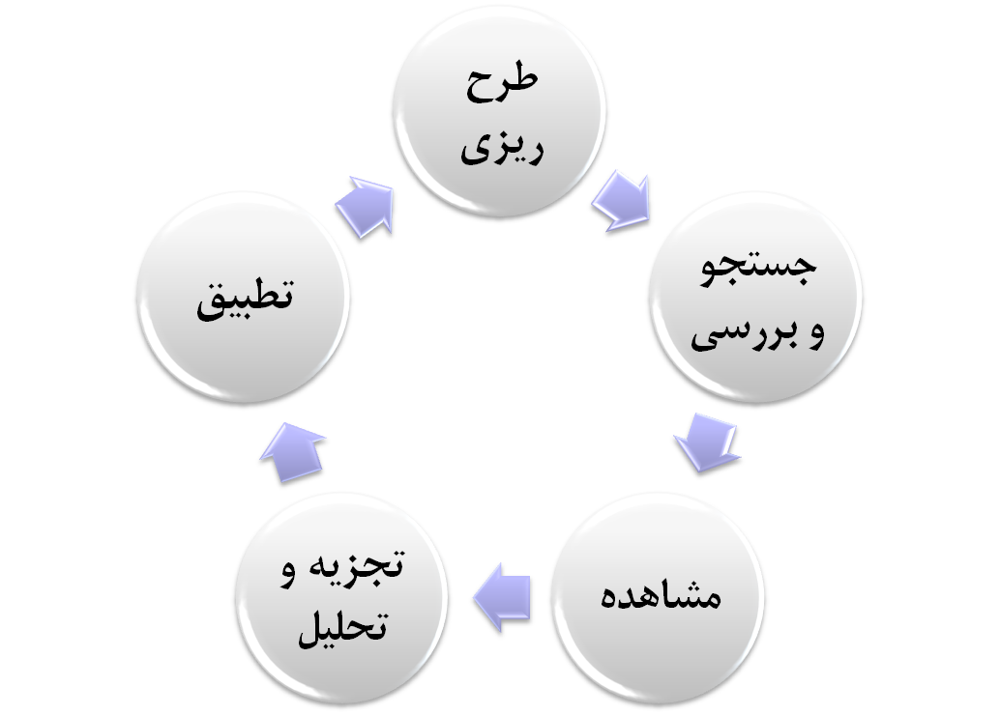 طرح
ریزی
جستجو
و بررسی
مشاهده
تجزیه و
تحلیل
تطبیق